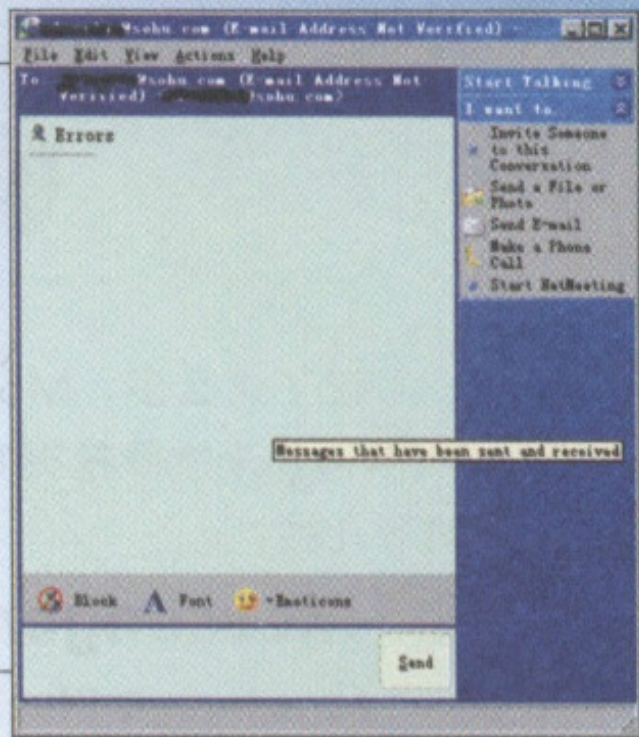 @sohu.com (E-mail Address Not Verified) -
File Edit View Actions Help
To @sohu.com (E-mail Address Not
Verified) @sohu.com>
Start Talking
I want to
Errors
Invite Someone
to this
Conversation
Send a File or
Photo
Send E-mail
Make a Phone
Call
Start NetMeeting
Messages that have been sent and received
Block Font Emoticons
Send